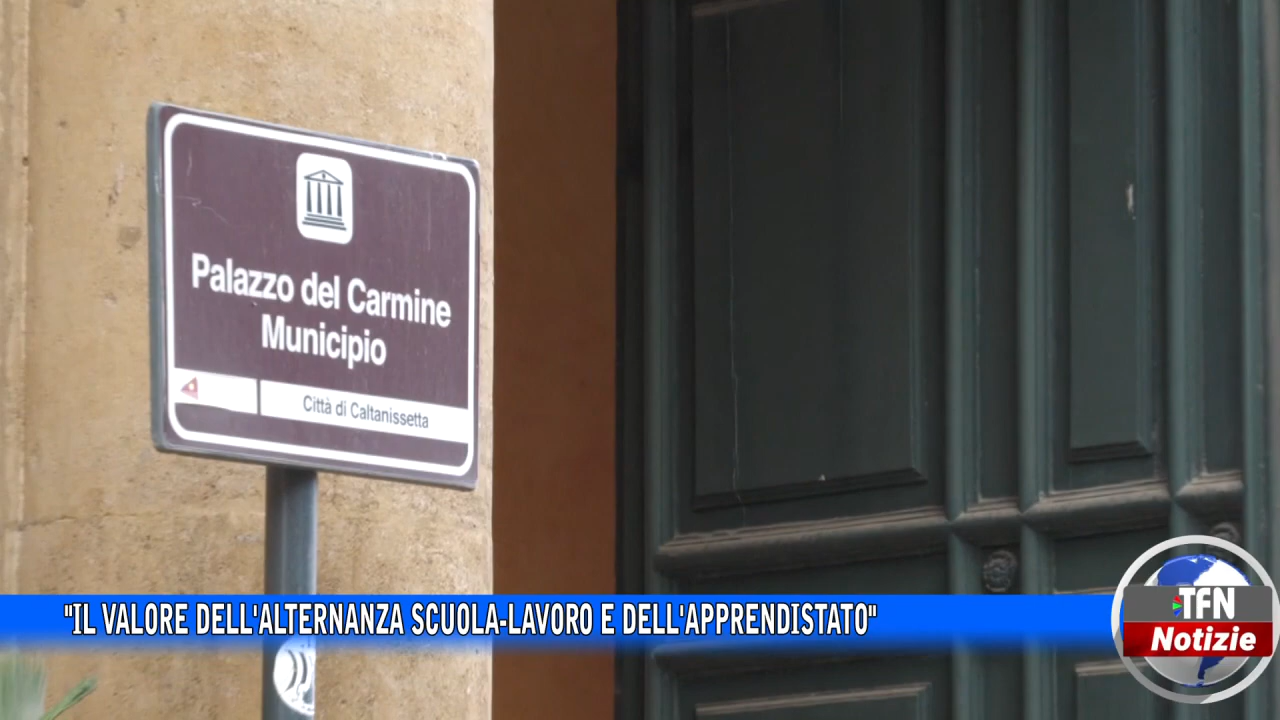 Palazzo del Carmine
Municipio
Città di Caltanissetta
"IL VALORE DELL'ALTERNANZA SCUOLA-LAVORO E DELL'APPRENDISTATO"
TFN
Notizie